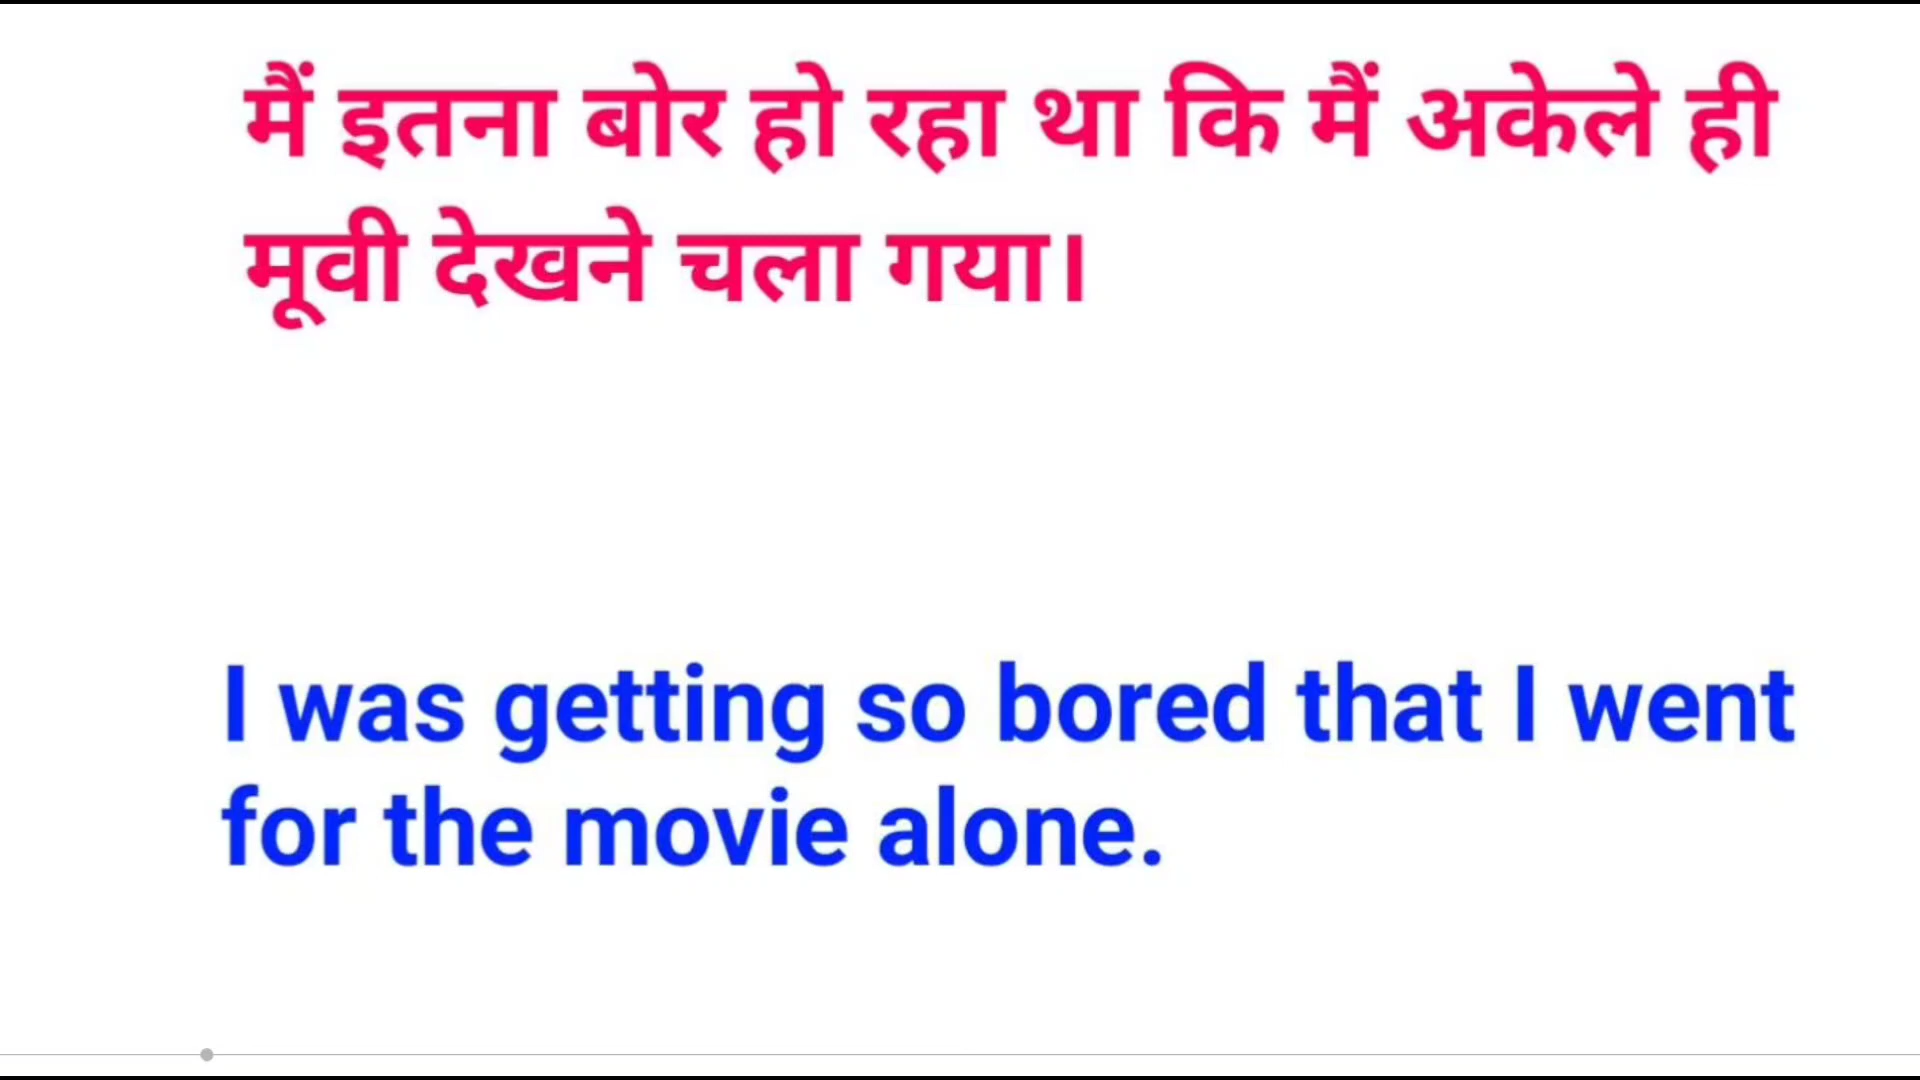 मैं इतना बोर हो रहा था कि मैं अकेले ही
मूवी देखने चला गया।
I was getting so bored that I went
for the movie alone.